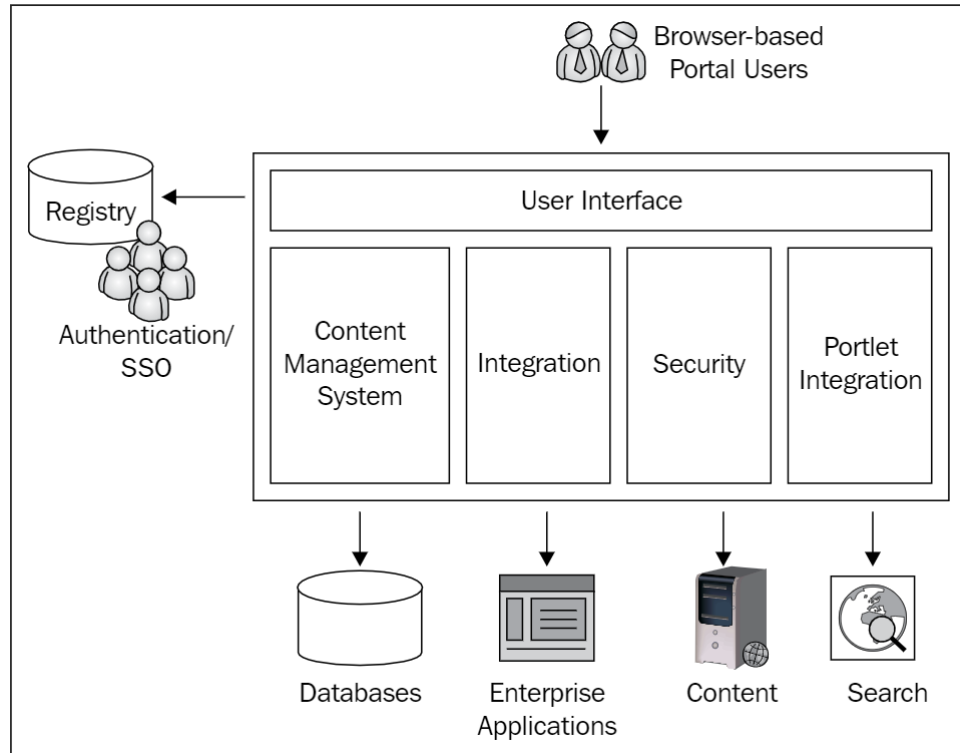 Browser-based
Portal Users
Registry
User Interface
Authentication/
SSO
Content
Management
System
Integration
Security
Portlet
Integration
Databases
Enterprise
Applications
Content
Search